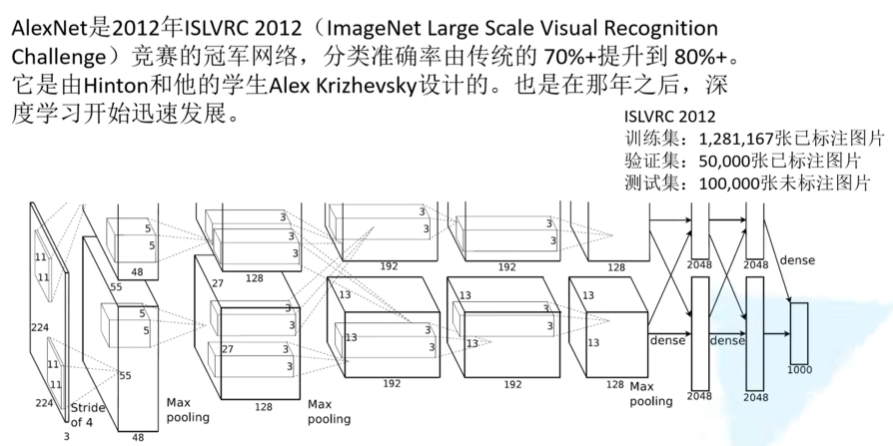 AlexNet是2012年ISLVRC 2012（ImageNet Large Scale Visual Recognition
Challenge）竞赛的冠军网络，分类准确率由传统的 70%+提升到 80%+。
它是由Hinton和他的学生Alex Krizhevsky设计的。也是在那年之后，深
度学习开始迅速发展。
ISLVRC 2012
训练集：1,281,167张已标注图片
验证集：50,000张已标注图片
测试集：100,000张未标注图片
11
11
224
11
11
224
3
Stride
of 4
5
5
48
55
5
5
55
48
Max
pooling
3
3
3
128
27
3
3
27
3
3
128
Max
pooling
3
3
192
13
13
3
3
192
3
3
192
13
3
3
13
192
128
13
13
128
Max
pooling
2048
2048
dense
dense
dense
2048
2048
1000